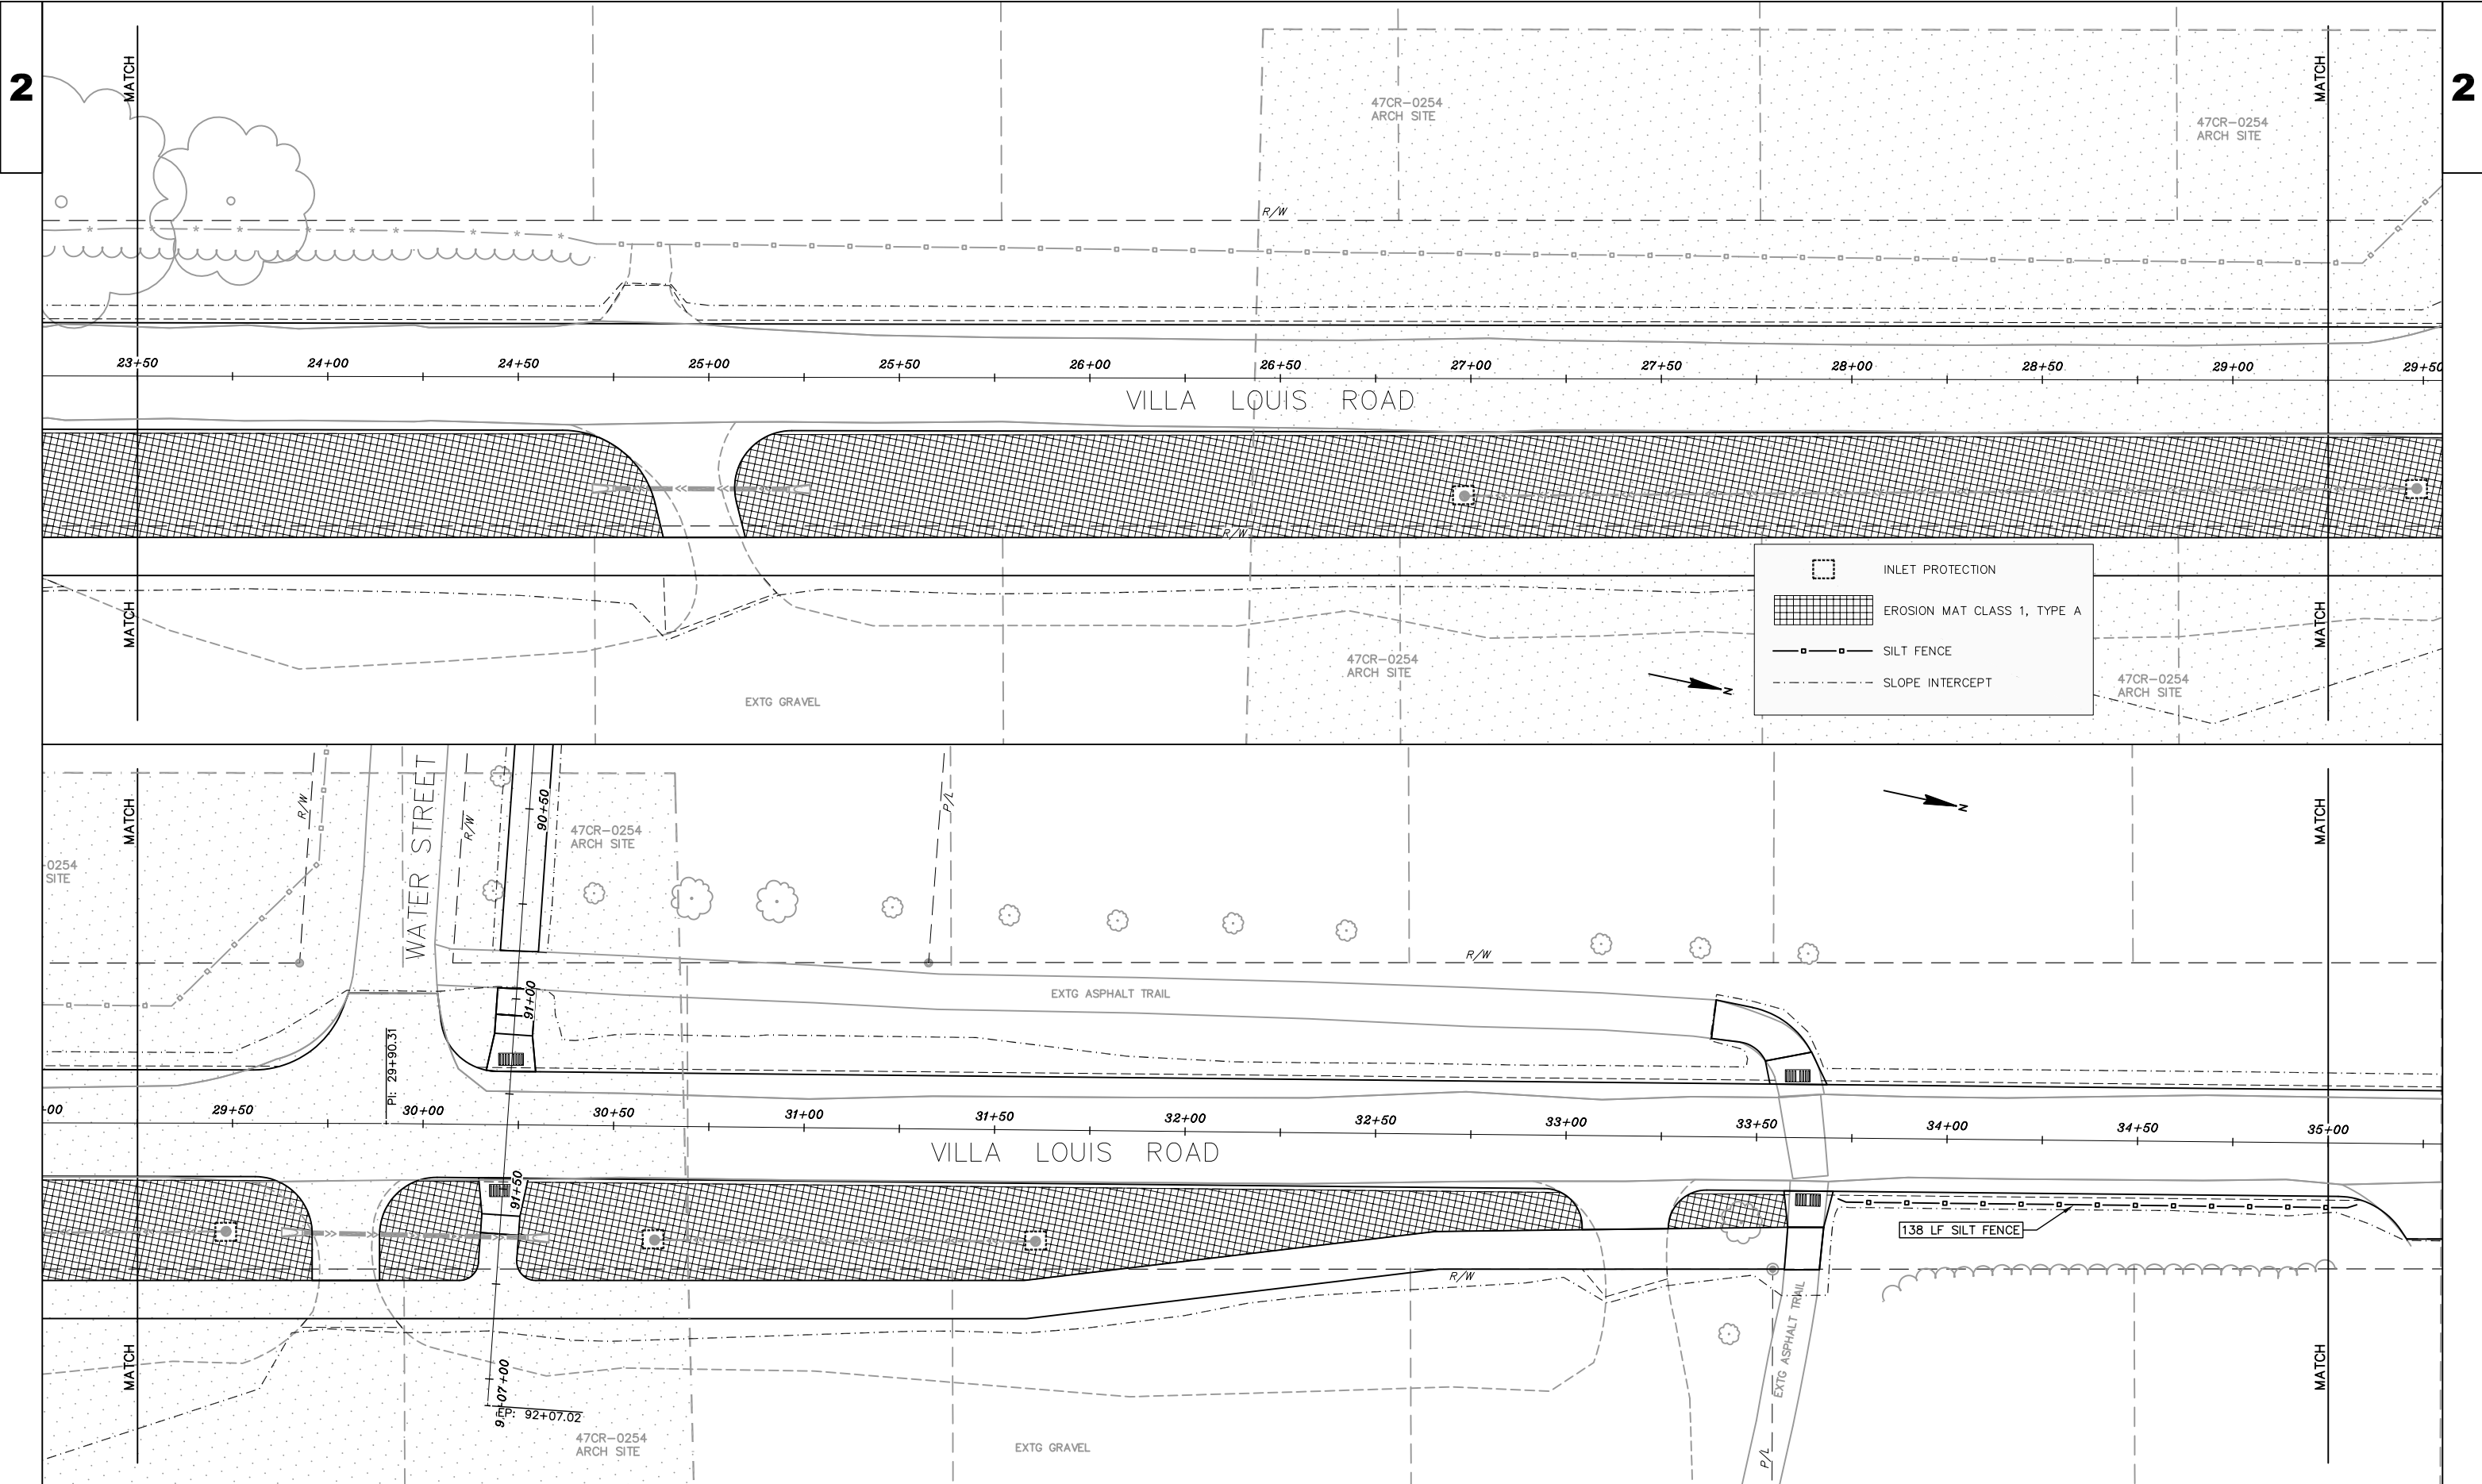 2
2
MATCH
MATCH
47CR-0254
ARCH SITE
47CR-0254
ARCH SITE
R/W
23+50
24+00
24+50
25+00
25+50
26+00
26+50
27+00
27+50
28+00
28+50
29+00
29+50
VILLA LOUIS ROAD
R/W
INLET PROTECTION
EROSION MAT CLASS 1, TYPE A
SILT FENCE
SLOPE INTERCEPT
MATCH
MATCH
47CR-0254
ARCH SITE
47CR-0254
ARCH SITE
EXTG GRAVEL
N
MATCH
MATCH
R/W
WATER STREET
R/W
90+50
47CR-0254
ARCH SITE
P/L
N
-0254
SITE
R/W
EXTG ASPHALT TRAIL
91+00
PI: 29+90.31
+00
29+50
30+00
30+50
31+00
31+50
32+00
32+50
33+00
33+50
34+00
34+50
35+00
VILLA LOUIS ROAD
91+50
138 LF SILT FENCE
R/W
EXTG ASPHALT TRAIL
MATCH
MATCH
EP: 92+07.02
47CR-0254
ARCH SITE
EXTG GRAVEL
P/L